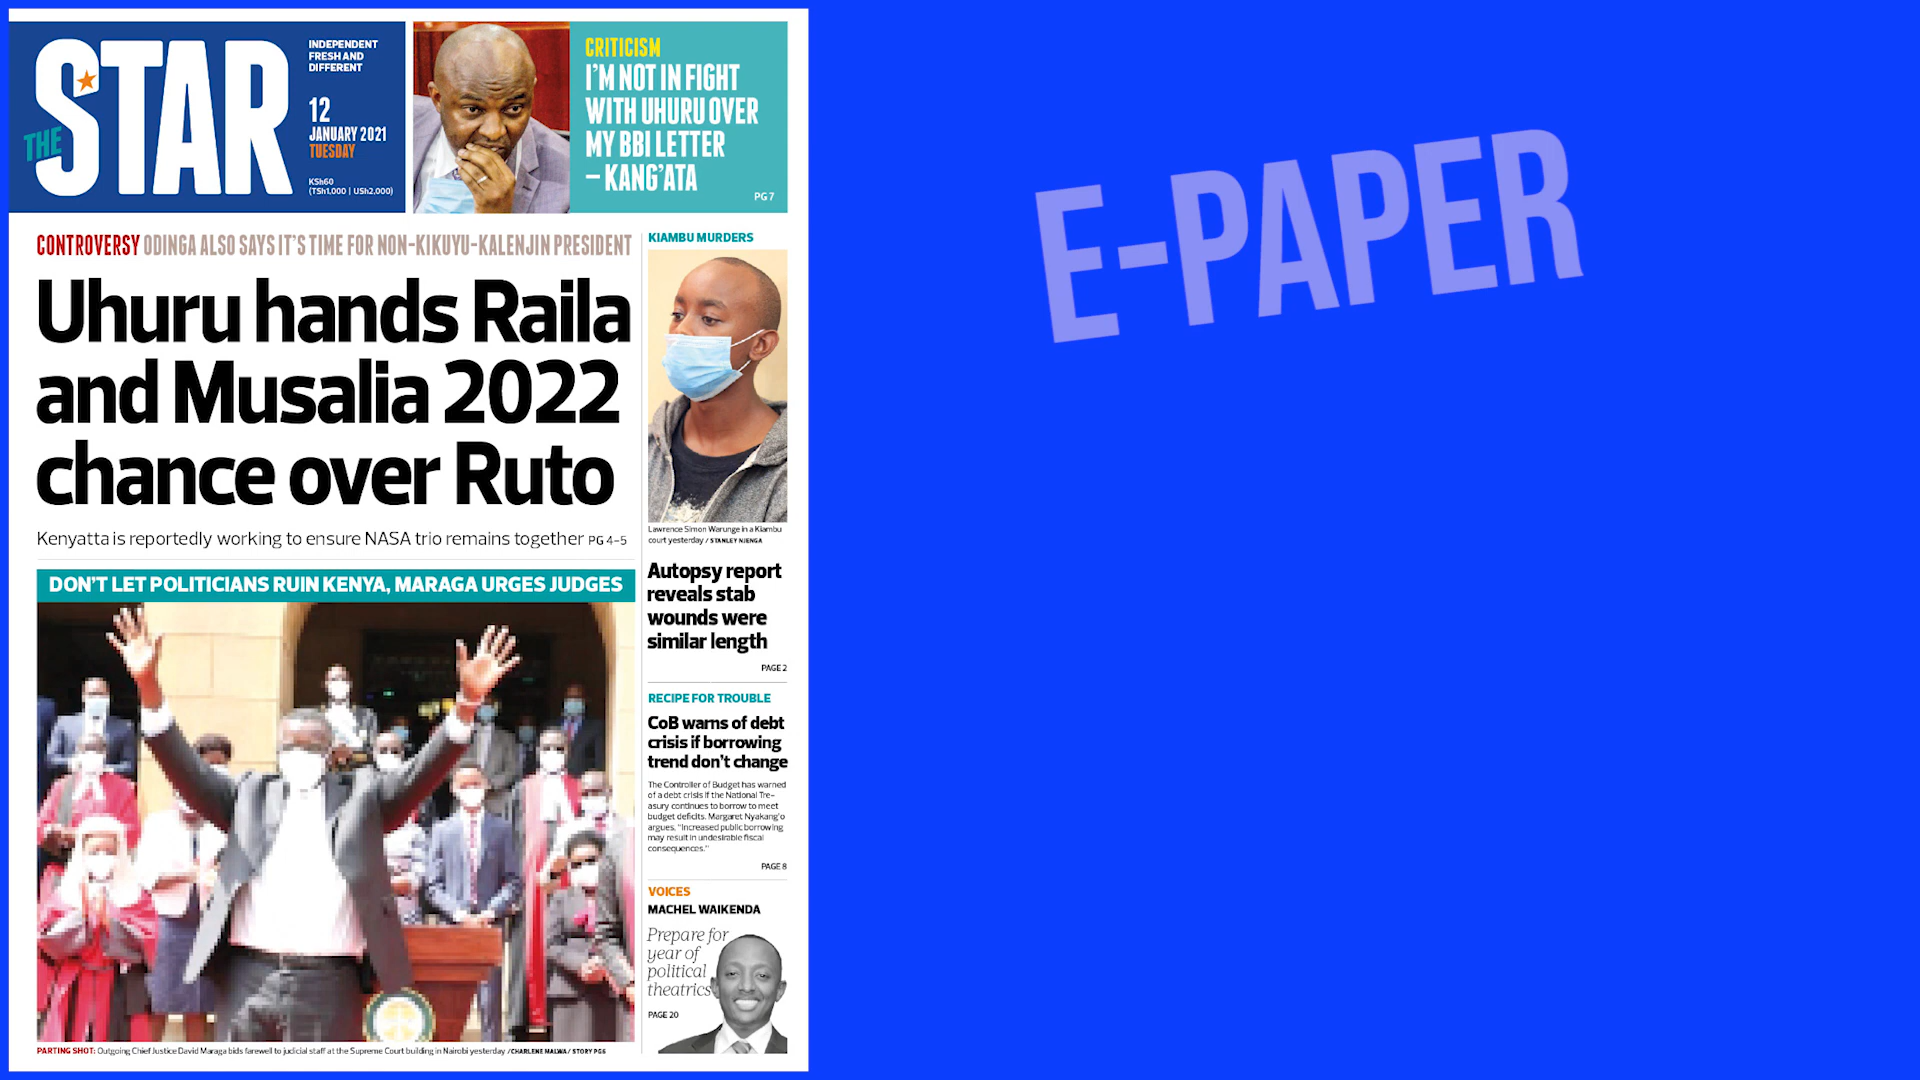 THE STAR
INDEPENDENT
FRESH AND
DIFFERENT
12
JANUARY 2021
TUESDAY
KSh60
(TSh1,000 | USh2,000)
CRITICISM
I'M NOT IN FIGHT
WITH UHURU OVER
MY BBI LETTER
– KANG'ATA
PG 7
E-PAPER
CONTROVERSY ODINGA ALSO SAYS IT'S TIME FOR NON-KIKUYU-KALENJIN PRESIDENT
Uhuru hands Raila
and Musalia 2022
chance over Ruto
Kenyatta is reportedly working to ensure NASA trio remains together PG 4-5
DON'T LET POLITICIANS RUIN KENYA, MARAGA URGES JUDGES
PARTING SHOT: Outgoing Chief Justice David Maraga bids farewell to judicial staff at the Supreme Court building in Nairobi yesterday /CHARLENE MALWA/ STORY PG6
KIAMBU MURDERS
Lawrence Simon Warunge in a Kiambu
court yesterday / STANLEY NJENGA
Autopsy report
reveals stab
wounds were
similar length
PAGE 2
RECIPE FOR TROUBLE
CoB warns of debt
crisis if borrowing
trend don't change
The Controller of Budget has warned
of a debt crisis if the National Tre-
asury continues to borrow to meet
budget deficits. Margaret Nyakang'o
argues, "Increased public borrowing
may result in undesirable fiscal
consequences."
PAGE 8
VOICES
MACHEL WAIKENDA
Prepare for
year of
political
theatrics
PAGE 20